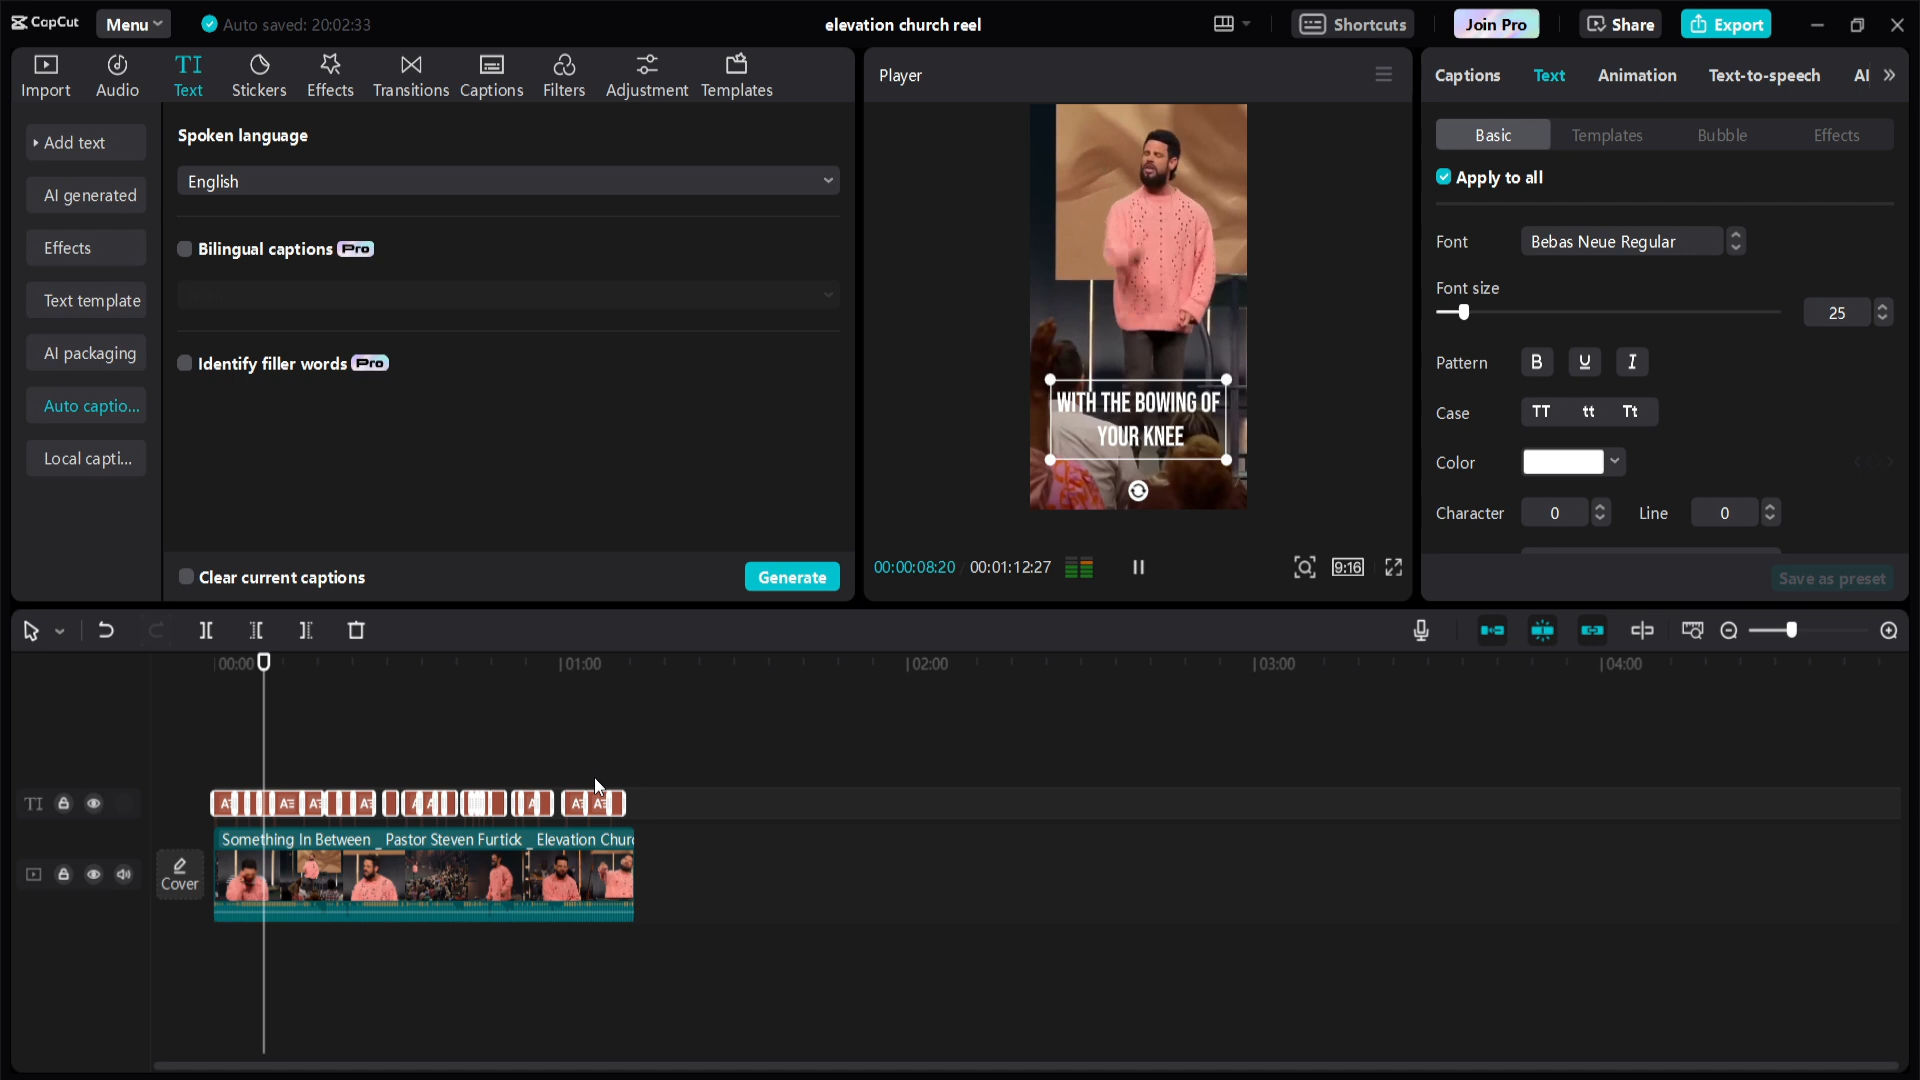 CapCut
Menu
Auto saved: 20:02:33
elevation church reel
Shortcuts
Join Pro
Share
Export
Import
Audio
TI
Text
Stickers
Effects
Transitions
Captions
Filters
Adjustment
Templates
Add text
AI generated
Effects
Text template
AI packaging
Auto captio...
Local capti...
Spoken language
English
Bilingual captions Pro
Identify filler words Pro
Clear current captions
Generate
Player
WITH THE BOWING OF
YOUR KNEE
00:00:08:20
00:01:12:27
9:16
Captions
Text
Animation
Text-to-speech
AI
Basic
Templates
Bubble
Effects
Apply to all
Font
Bebas Neue Regular
Font size
25
Pattern
B
U
I
Case
TT
tt
Tt
Color
Character
0
Line
0
Save as preset
00:00
01:00
02:00
03:00
04:00
TI
Something In Between _ Pastor Steven Furtick _ Elevation Churc
Cover